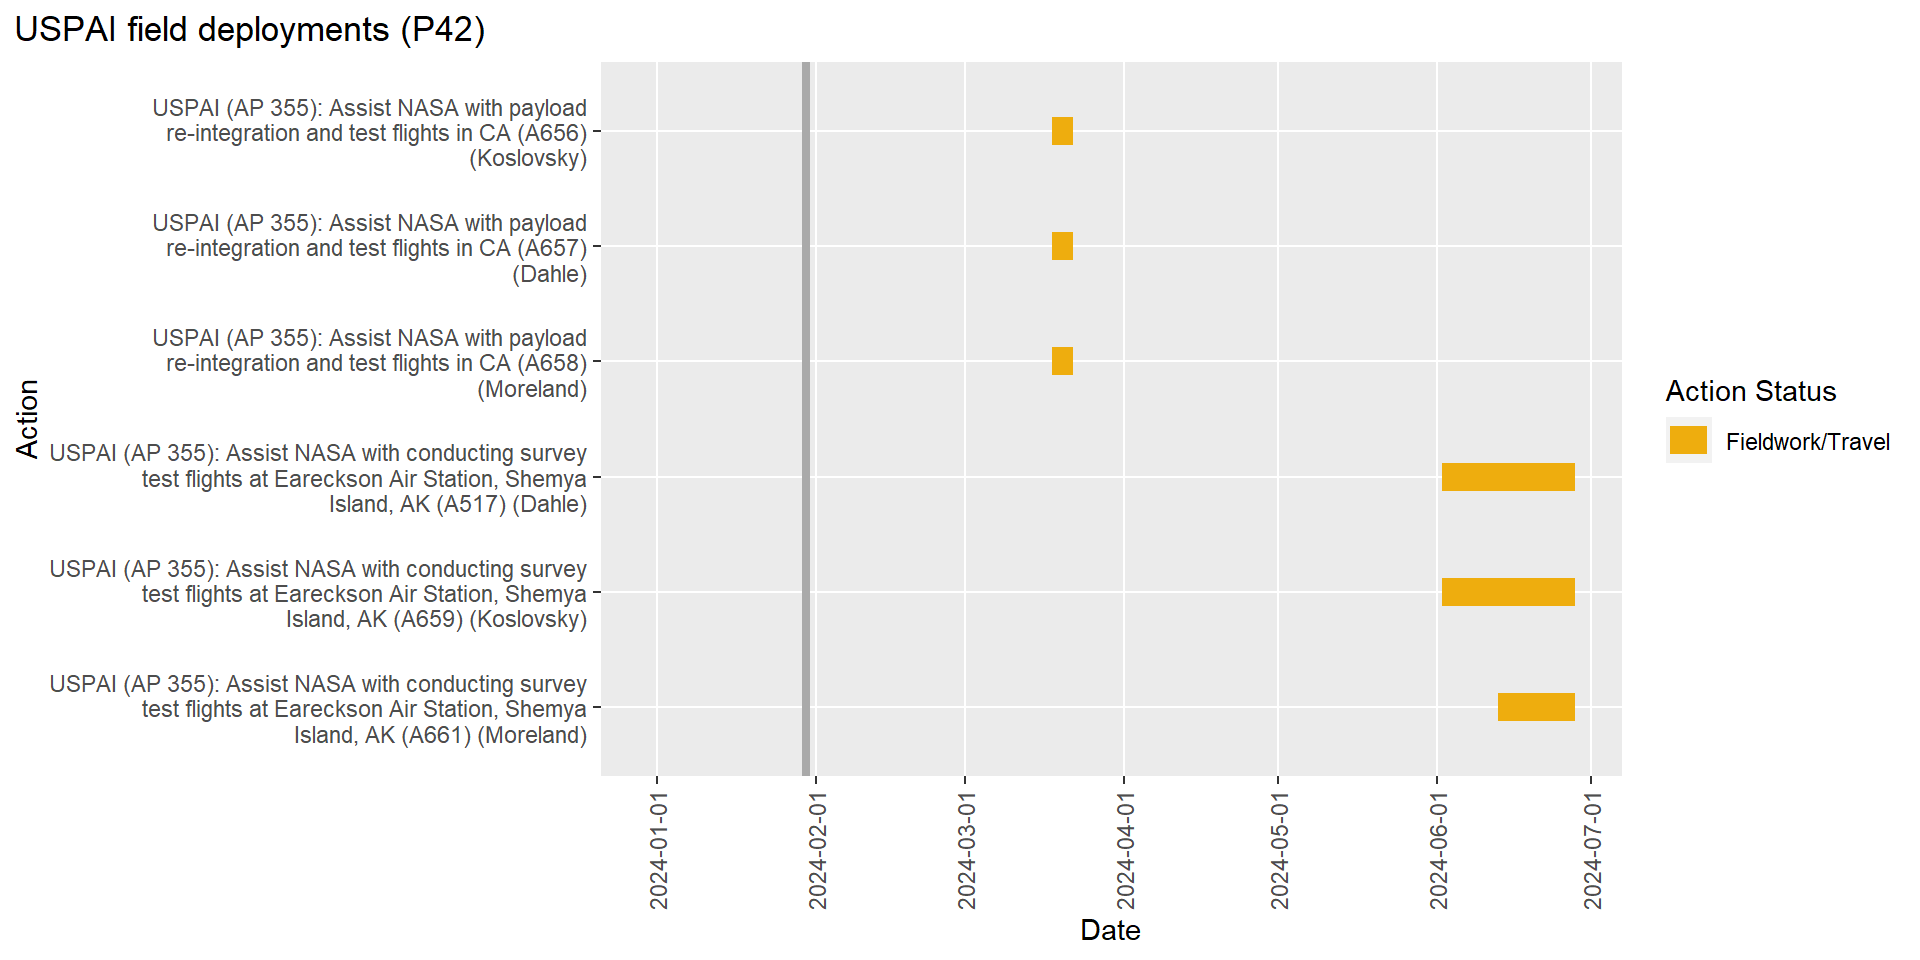 USPAI field deployments (P42)
USPAI (AP 355): Assist NASA with payload
re-integration and test flights in CA (A656)
(Koslovsky)
USPAI (AP 355): Assist NASA with payload
re-integration and test flights in CA (A657)
(Dahle)
USPAI (AP 355): Assist NASA with payload
re-integration and test flights in CA (A658)
(Moreland)
USPAI (AP 355): Assist NASA with conducting survey
test flights at Eareckson Air Station, Shemya
Island, AK (A517) (Dahle)
USPAI (AP 355): Assist NASA with conducting survey
test flights at Eareckson Air Station, Shemya
Island, AK (A659) (Koslovsky)
USPAI (AP 355): Assist NASA with conducting survey
test flights at Eareckson Air Station, Shemya
Island, AK (A661) (Moreland)
Action
2024-01-01
2024-02-01
2024-03-01
2024-04-01
2024-05-01
2024-06-01
2024-07-01
Date
Action Status
Fieldwork/Travel